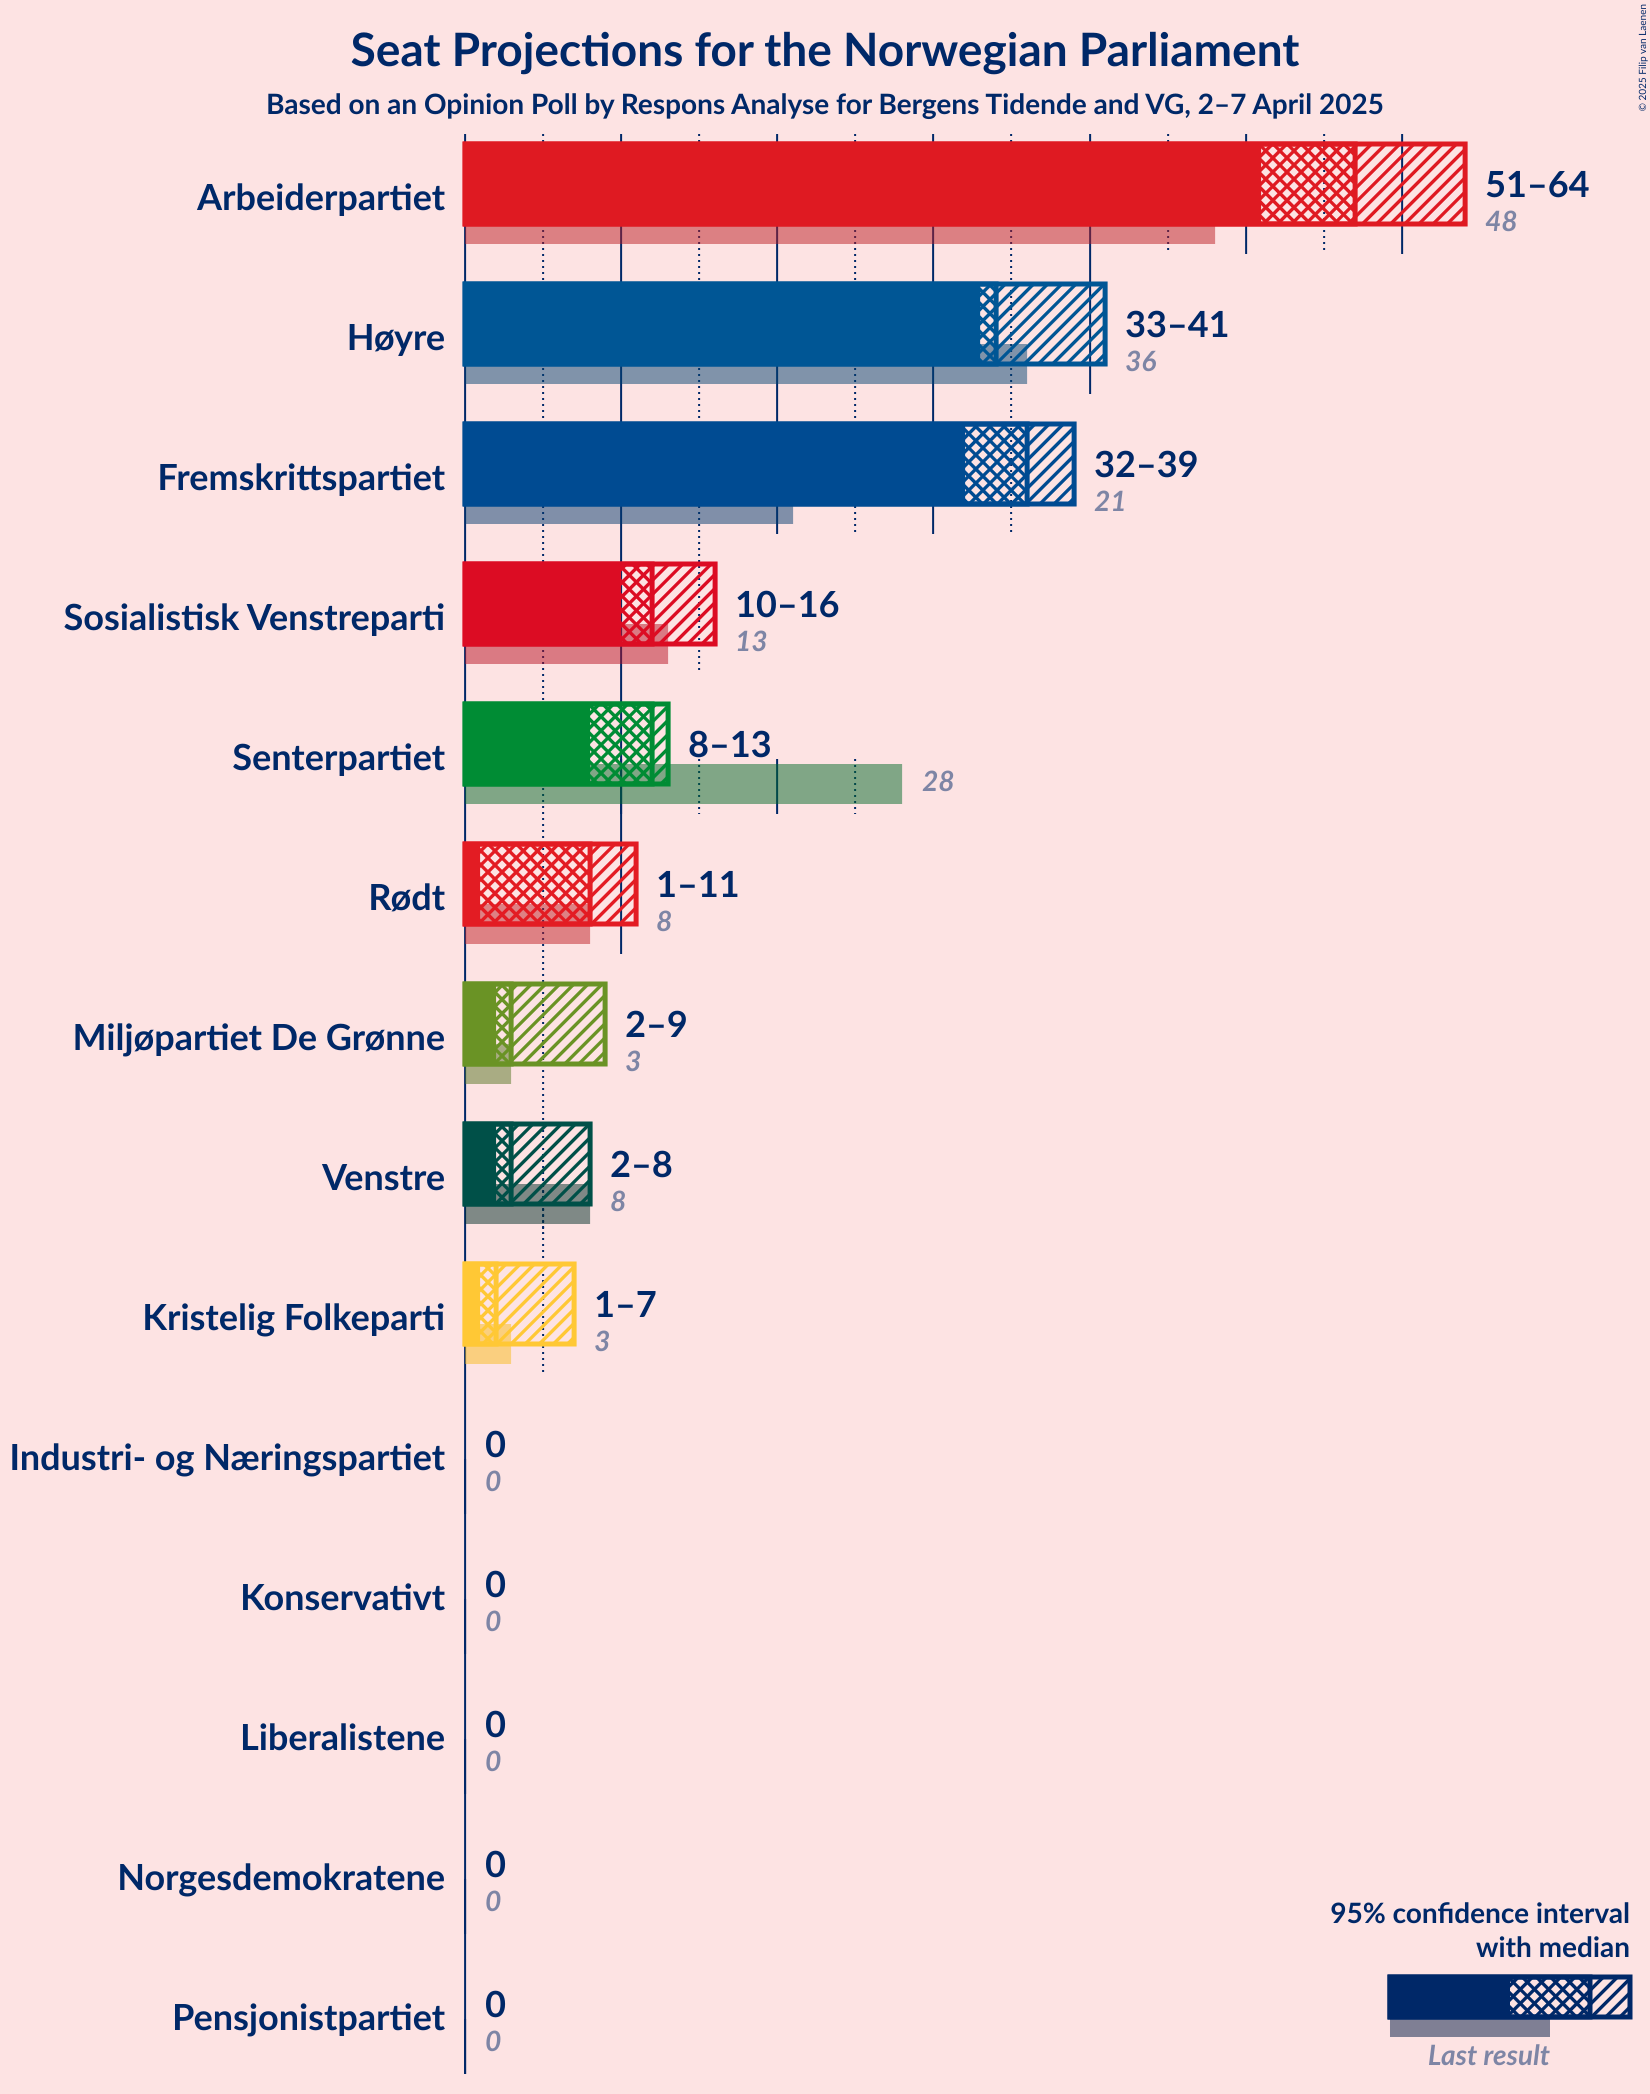 Seat Projections for the Norwegian Parliament
Based on an Opinion Poll by Respons Analyse for Bergens Tidende and VG, 2–7 April 2025
© 2025 Filip van Laenen
Arbeiderpartiet
51–64
48
Høyre
33–41
36
Fremskrittspartiet
32–39
21
Sosialistisk Venstreparti
10–16
13
Senterpartiet
8–13
28
Rødt
1–11
8
Miljøpartiet De Grønne
2–9
3
Venstre
2–8
8
Kristelig Folkeparti
1–7
3
Industri- og Næringspartiet
0
0
Konservativt
0
0
Liberalistene
0
0
Norgesdemokratene
0
0
Pensjonistpartiet
0
0
95% confidence interval
with median
Last result